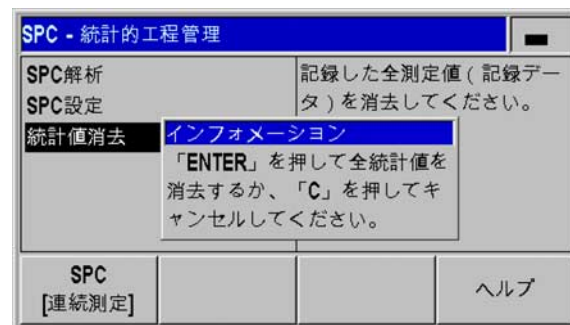 SPC - 統計的工程管理
SPC解析
SPC設定
統計値消去
記録した全測定値(記録デー
タ)を消去してください。
インフォメーション
「ENTER」を押して全統計値を
消去するか、「C」を押してキ
ャンセルしてください。
SPC
[連続測定]
ヘルプ